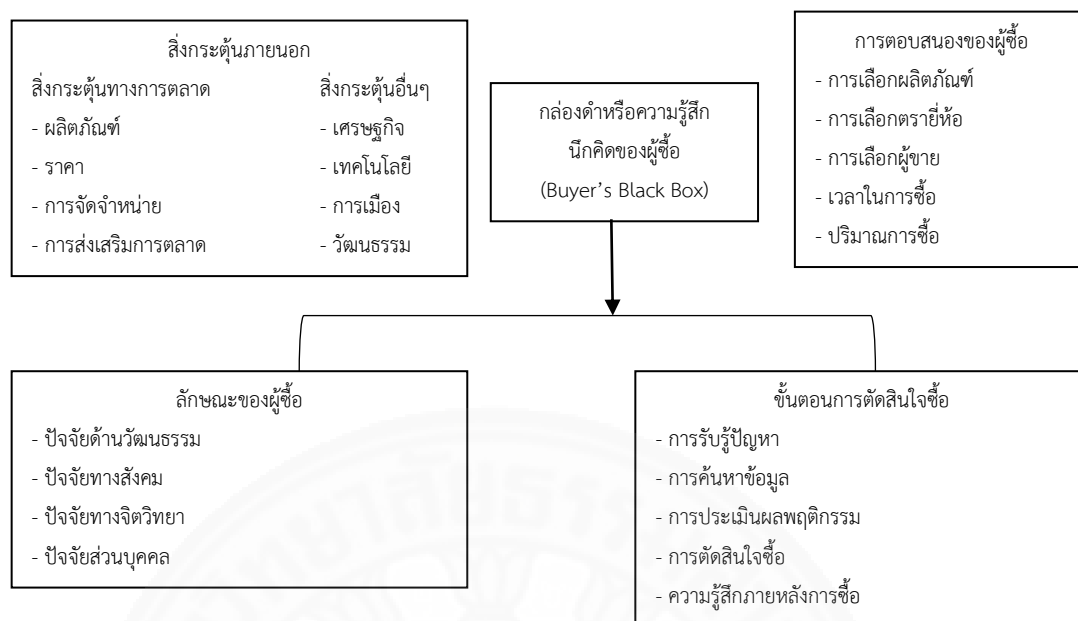 สิ่งกระตุ้นภายนอก
สิ่งกระตุ้นทางการตลาด สิ่งกระตุ้นอื่นๆ
- ผลิตภัณฑ์ - เศรษฐกิจ
- ราคา - เทคโนโลยี
- การจัดจำหน่าย - การเมือง
- การส่งเสริมการตลาด - วัฒนธรรม
กล่องดำหรือความรู้สึก
นึกคิดของผู้ซื้อ
(Buyer's Black Box)
การตอบสนองของผู้ซื้อ
- การเลือกผลิตภัณฑ์
- การเลือกตรายี่ห้อ
- การเลือกผู้ขาย
- เวลาในการซื้อ
- ปริมาณการซื้อ
ลักษณะของผู้ซื้อ
- ปัจจัยด้านวัฒนธรรม
- ปัจจัยทางสังคม
- ปัจจัยทางจิตวิทยา
- ปัจจัยส่วนบุคคล
ขั้นตอนการตัดสินใจซื้อ
- การรับรู้ปัญหา
- การค้นหาข้อมูล
- การประเมินผลพฤติกรรม
- การตัดสินใจซื้อ
- ความรู้สึกภายหลังการซื้อ